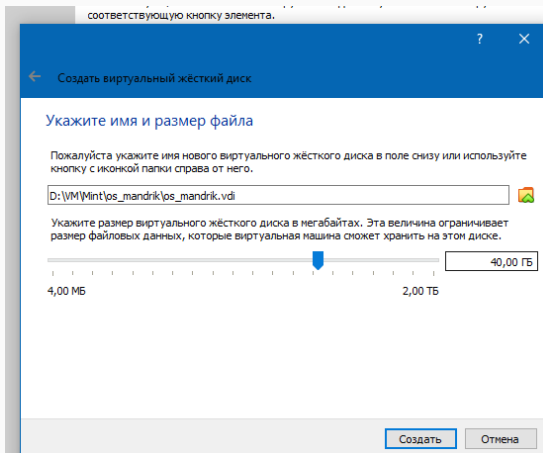 соответствующую кнопку элемента.
?
Создать виртуальный жёсткий диск
Укажите имя и размер файла
Пожалуйста укажите имя нового виртуального жёсткого диска в поле снизу или используйте
кнопку с иконкой папки справа от него.
D:\VM\Mint\os_mandrik\os_mandrik.vdi
Укажите размер виртуального жёсткого диска в мегабайтах. Эта величина ограничивает
размер файловых данных, которые виртуальная машина сможет хранить на этом диске.
40,00 ГБ
4,00 МБ 2,00 ТБ
Создать Отмена